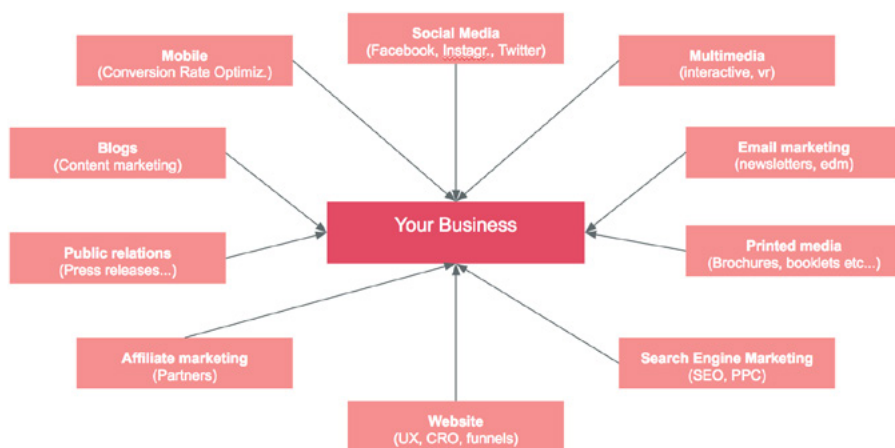 Social Media
(Facebook, Instagr., Twitter)
Mobile
(Conversion Rate Optimiz.)
Multimedia
(interactive, vr)
Blogs
(Content marketing)
Email marketing
(newsletters, edm)
Your Business
Public relations
(Press releases...)
Printed media
(Brochures, booklets etc...)
Affiliate marketing
(Partners)
Search Engine Marketing
(SEO, PPC)
Website
(UX, CRO, funnels)